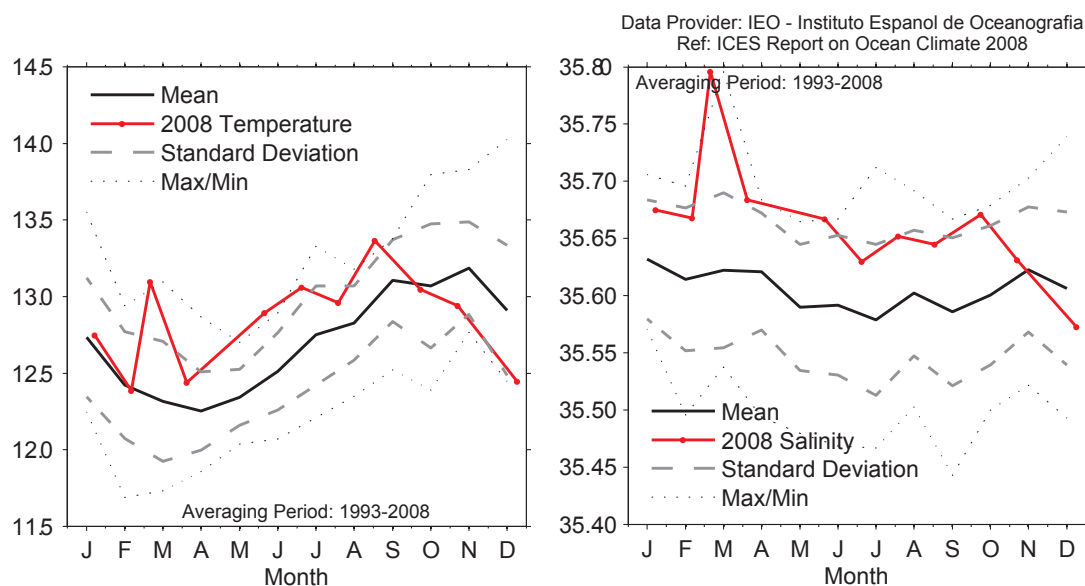 Data Provider: IEO - Instituto Espanol de Oceanografia
Ref: ICES Report on Ocean Climate 2008
14.5
14.0
13.5
13.0
12.5
12.0
11.5
Mean
2008 Temperature
Standard Deviation
Max/Min
Averaging Period: 1993-2008
J F M A M J J A S O N D
Month
35.80
35.75
35.70
35.65
35.60
35.55
35.50
35.45
35.40
Averaging Period: 1993-2008
Mean
2008 Salinity
Standard Deviation
Max/Min
J F M A M J J A S O N D
Month